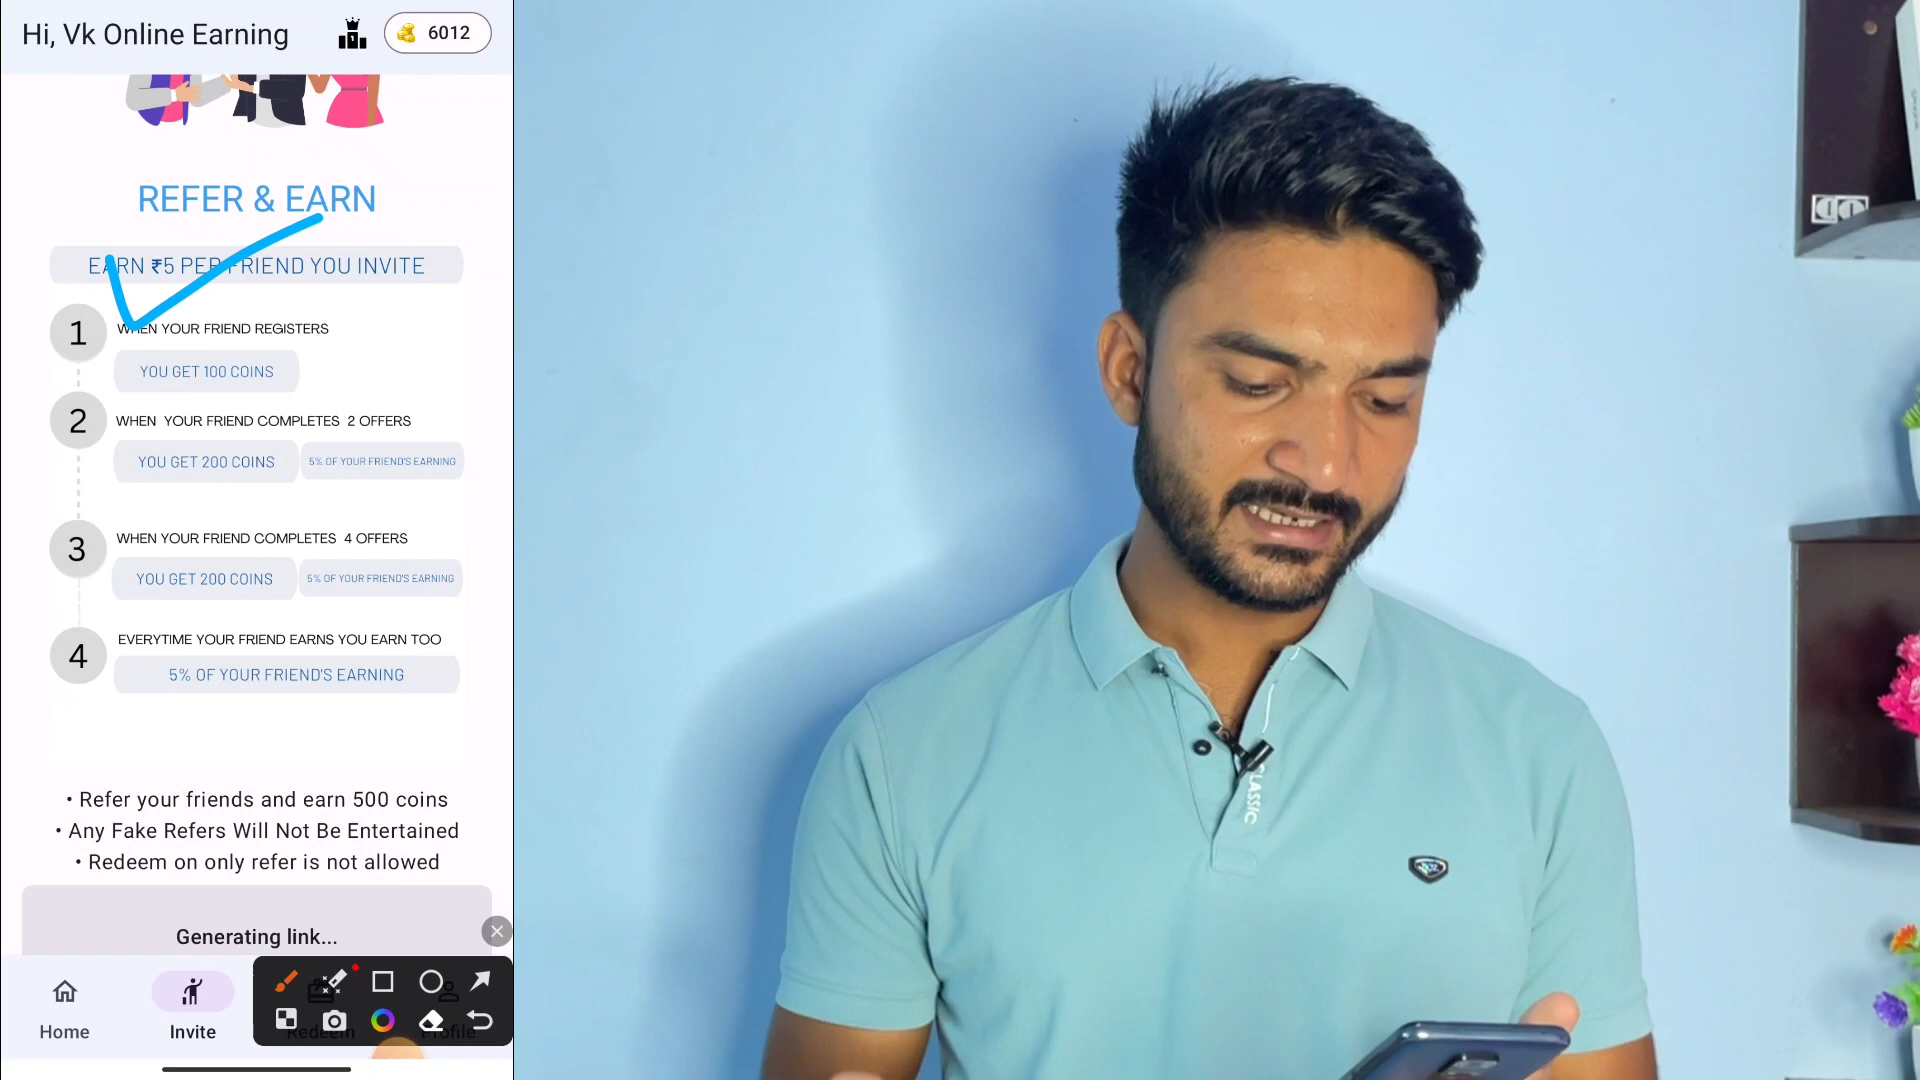 Hi, Vk Online Earning
6012
REFER & EARN
EARN ₹5 PER FRIEND YOU INVITE
1
WHEN YOUR FRIEND REGISTERS
YOU GET 100 COINS
2
WHEN YOUR FRIEND COMPLETES 2 OFFERS
YOU GET 200 COINS 5% OF YOUR FRIEND'S EARNING
3
WHEN YOUR FRIEND COMPLETES 4 OFFERS
YOU GET 200 COINS 5% OF YOUR FRIEND'S EARNING
4
EVERYTIME YOUR FRIEND EARNS YOU EARN TOO
5% OF YOUR FRIEND'S EARNING
• Refer your friends and earn 500 coins
• Any Fake Refers Will Not Be Entertained
• Redeem on only refer is not allowed
Generating link...
Home Invite Redeem Profile
CLASSIC